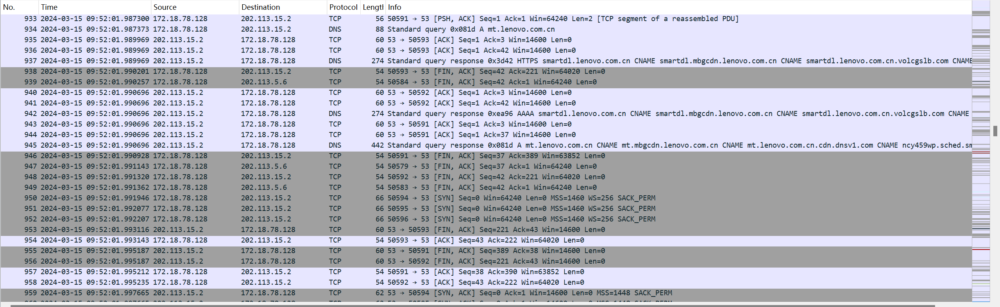 No. Time Source Destination Protocol Length Info
933 2024-03-15 09:52:01.987300 172.18.78.128 202.113.15.2 TCP 56 50591 → 53 [PSH, ACK] Seq=1 Ack=1 Win=64240 Len=2 [TCP segment of a reassembled PDU]
934 2024-03-15 09:52:01.987373 172.18.78.128 202.113.15.2 DNS 88 Standard query 0x081d A mt.lenovo.com.cn
935 2024-03-15 09:52:01.989969 202.113.15.2 172.18.78.128 TCP 60 53 → 50593 [ACK] Seq=1 Ack=3 Win=14600 Len=0
936 2024-03-15 09:52:01.989969 202.113.15.2 172.18.78.128 TCP 60 53 → 50593 [ACK] Seq=1 Ack=42 Win=14600 Len=0
937 2024-03-15 09:52:01.989969 202.113.15.2 172.18.78.128 DNS 274 Standard query response 0x3d42 HTTPS smartdl.lenovo.com.cn CNAME smartdl.mbgcdn.lenovo.com.cn CNAME smartdl.lenovo.com.cn.volcgslb.com CNAME
938 2024-03-15 09:52:01.990201 172.18.78.128 202.113.15.2 TCP 54 50593 → 53 [FIN, ACK] Seq=42 Ack=221 Win=64020 Len=0
939 2024-03-15 09:52:01.990257 172.18.78.128 202.113.5.6 TCP 54 50584 → 53 [FIN, ACK] Seq=42 Ack=1 Win=64240 Len=0
940 2024-03-15 09:52:01.990696 202.113.15.2 172.18.78.128 TCP 60 53 → 50592 [ACK] Seq=1 Ack=3 Win=14600 Len=0
941 2024-03-15 09:52:01.990696 202.113.15.2 172.18.78.128 TCP 60 53 → 50592 [ACK] Seq=1 Ack=42 Win=14600 Len=0
942 2024-03-15 09:52:01.990696 202.113.15.2 172.18.78.128 DNS 274 Standard query response 0xea96 AAAA smartdl.lenovo.com.cn CNAME smartdl.mbgcdn.lenovo.com.cn CNAME smartdl.lenovo.com.cn.volcgslb.com CNAME
943 2024-03-15 09:52:01.990696 202.113.15.2 172.18.78.128 TCP 60 53 → 50591 [ACK] Seq=1 Ack=3 Win=14600 Len=0
944 2024-03-15 09:52:01.990696 202.113.15.2 172.18.78.128 TCP 60 53 → 50591 [ACK] Seq=1 Ack=37 Win=14600 Len=0
945 2024-03-15 09:52:01.990696 202.113.15.2 172.18.78.128 DNS 442 Standard query response 0x081d A mt.lenovo.com.cn CNAME mt.mbgcdn.lenovo.com.cn CNAME mt.lenovo.com.cn.cdn.dnsv1.com CNAME ncy459wp.sched.sm
946 2024-03-15 09:52:01.990928 172.18.78.128 202.113.15.2 TCP 54 50591 → 53 [FIN, ACK] Seq=37 Ack=389 Win=63852 Len=0
947 2024-03-15 09:52:01.991143 172.18.78.128 202.113.5.6 TCP 54 50579 → 53 [FIN, ACK] Seq=37 Ack=1 Win=64240 Len=0
948 2024-03-15 09:52:01.991320 172.18.78.128 202.113.15.2 TCP 54 50592 → 53 [FIN, ACK] Seq=42 Ack=221 Win=64020 Len=0
949 2024-03-15 09:52:01.991362 172.18.78.128 202.113.5.6 TCP 54 50583 → 53 [FIN, ACK] Seq=42 Ack=1 Win=64240 Len=0
950 2024-03-15 09:52:01.991946 172.18.78.128 202.113.15.2 TCP 66 50594 → 53 [SYN] Seq=0 Win=64240 Len=0 MSS=1460 WS=256 SACK_PERM
951 2024-03-15 09:52:01.992077 172.18.78.128 202.113.15.2 TCP 66 50595 → 53 [SYN] Seq=0 Win=64240 Len=0 MSS=1460 WS=256 SACK_PERM
952 2024-03-15 09:52:01.992207 172.18.78.128 202.113.15.2 TCP 66 50596 → 53 [SYN] Seq=0 Win=64240 Len=0 MSS=1460 WS=256 SACK_PERM
953 2024-03-15 09:52:01.993116 202.113.15.2 172.18.78.128 TCP 60 53 → 50593 [FIN, ACK] Seq=221 Ack=43 Win=14600 Len=0
954 2024-03-15 09:52:01.993143 172.18.78.128 202.113.15.2 TCP 54 50593 → 53 [ACK] Seq=43 Ack=222 Win=64020 Len=0
955 2024-03-15 09:52:01.995187 202.113.15.2 172.18.78.128 TCP 60 53 → 50591 [FIN, ACK] Seq=389 Ack=38 Win=14600 Len=0
956 2024-03-15 09:52:01.995187 202.113.15.2 172.18.78.128 TCP 60 53 → 50592 [FIN, ACK] Seq=221 Ack=43 Win=14600 Len=0
957 2024-03-15 09:52:01.995212 172.18.78.128 202.113.15.2 TCP 54 50591 → 53 [ACK] Seq=38 Ack=390 Win=63852 Len=0
958 2024-03-15 09:52:01.995235 172.18.78.128 202.113.15.2 TCP 54 50592 → 53 [ACK] Seq=43 Ack=222 Win=64020 Len=0
959 2024-03-15 09:52:01.997665 202.113.15.2 172.18.78.128 TCP 62 53 → 50594 [SYN, ACK] Seq=0 Ack=1 Win=14600 Len=0 MSS=1448 SACK_PERM